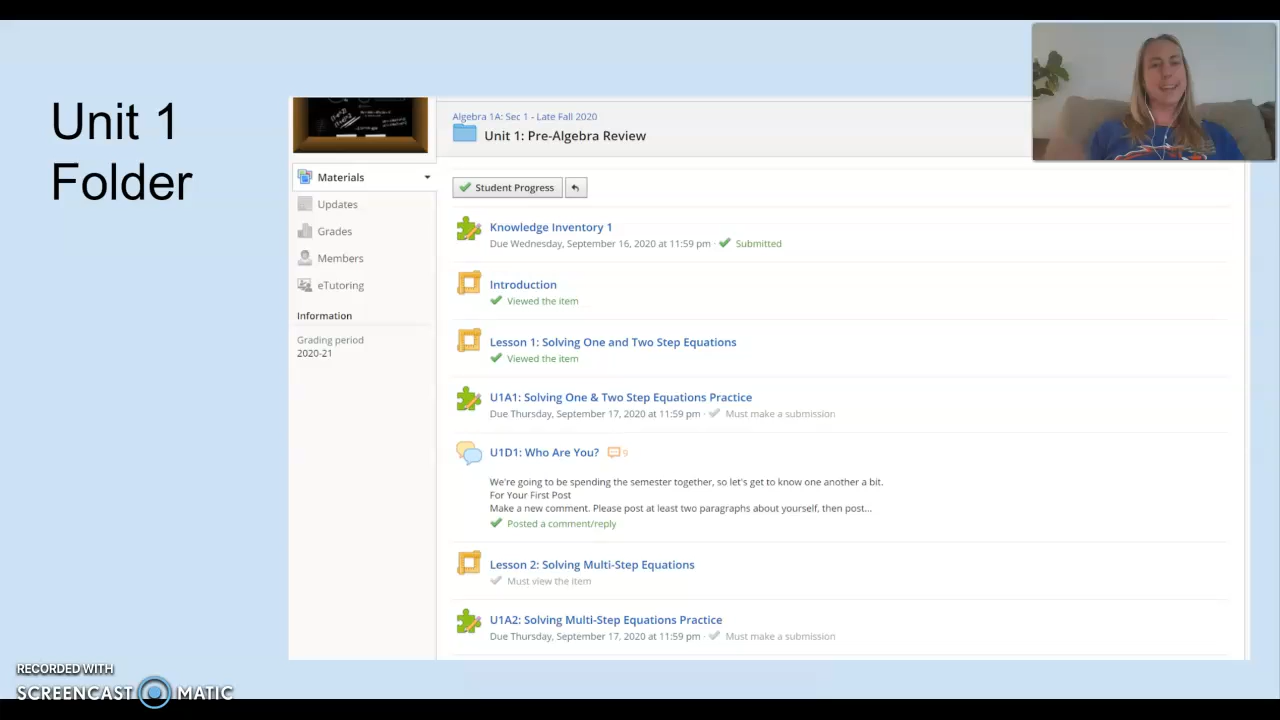 Unit 1
Folder
Algebra 1A: Sec 1 - Late Fall 2020
Unit 1: Pre-Algebra Review
Materials
Updates
Grades
Members
eTutoring
Information
Grading period
2020-21
Student Progress
Knowledge Inventory 1
Due Wednesday, September 16, 2020 at 11:59 pm · Submitted
Introduction
Viewed the item
Lesson 1: Solving One and Two Step Equations
Viewed the item
U1A1: Solving One & Two Step Equations Practice
Due Thursday, September 17, 2020 at 11:59 pm · Must make a submission
U1D1: Who Are You? 9
We're going to be spending the semester together, so let's get to know one another a bit.
For Your First Post
Make a new comment. Please post at least two paragraphs about yourself, then post...
Posted a comment/reply
Lesson 2: Solving Multi-Step Equations
Must view the item
U1A2: Solving Multi-Step Equations Practice
Due Thursday, September 17, 2020 at 11:59 pm · Must make a submission
RECORDED WITH
SCREENCAST MATIC